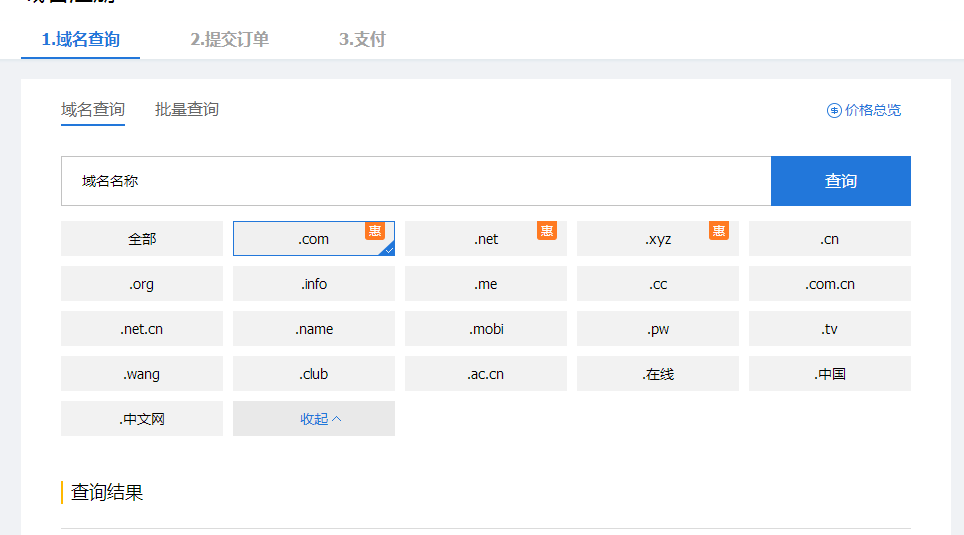 1.域名查询 2.提交订单 3.支付
域名查询 批量查询 价格总览
域名名称 查询
全部 .com 惠 .net 惠 .xyz 惠 .cn
.org .info .me .cc .com.cn
.net.cn .name .mobi .pw .tv
.wang .club .ac.cn .在线 .中国
.中文网 收起
查询结果